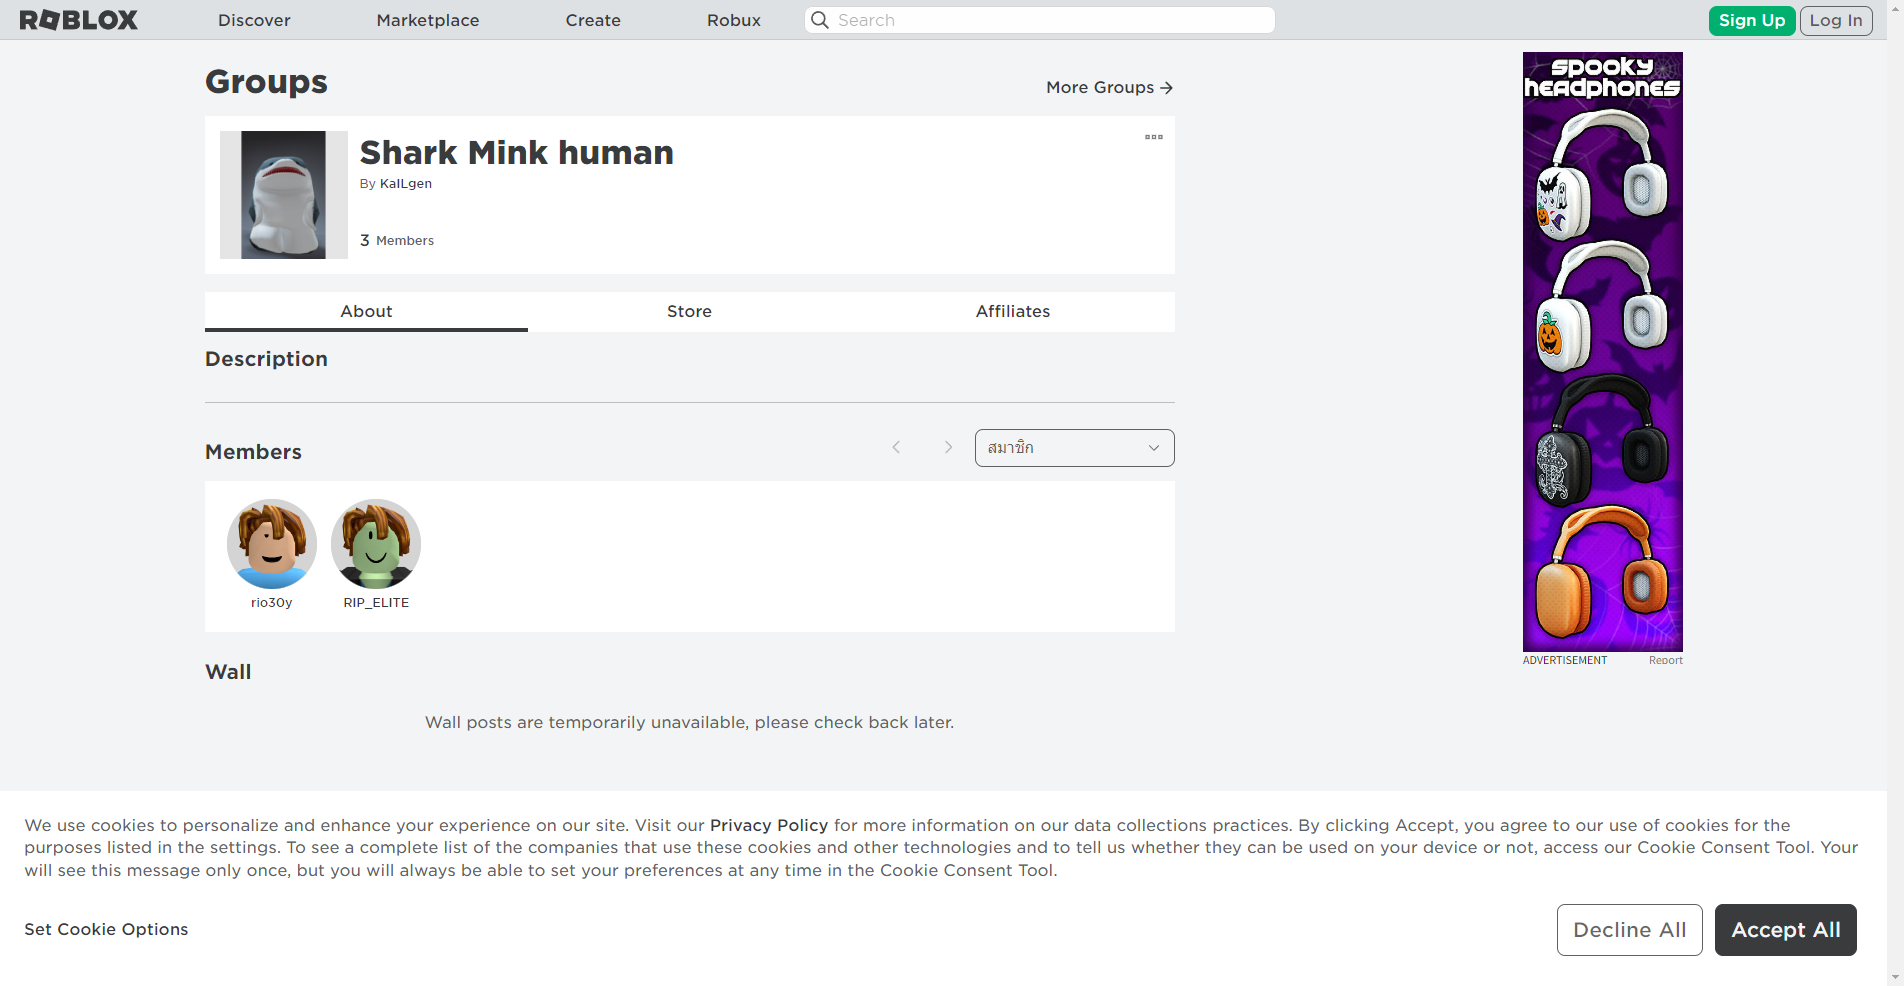 ROBLOX
Discover
Marketplace
Create
Robux
Search
Sign Up
Log In
Groups
More Groups
Shark Mink human
By KaILgen
3 Members
About
Store
Affiliates
Description
Members
สมาชิก
rio30y
RIP_ELITE
Wall
Wall posts are temporarily unavailable, please check back later.
spooky
headphones
ADVERTISEMENT
Report
We use cookies to personalize and enhance your experience on our site. Visit our Privacy Policy for more information on our data collections practices. By clicking Accept, you agree to our use of cookies for the
purposes listed in the settings. To see a complete list of the companies that use these cookies and other technologies and to tell us whether they can be used on your device or not, access our Cookie Consent Tool. Your
will see this message only once, but you will always be able to set your preferences at any time in the Cookie Consent Tool.
Set Cookie Options
Decline All
Accept All